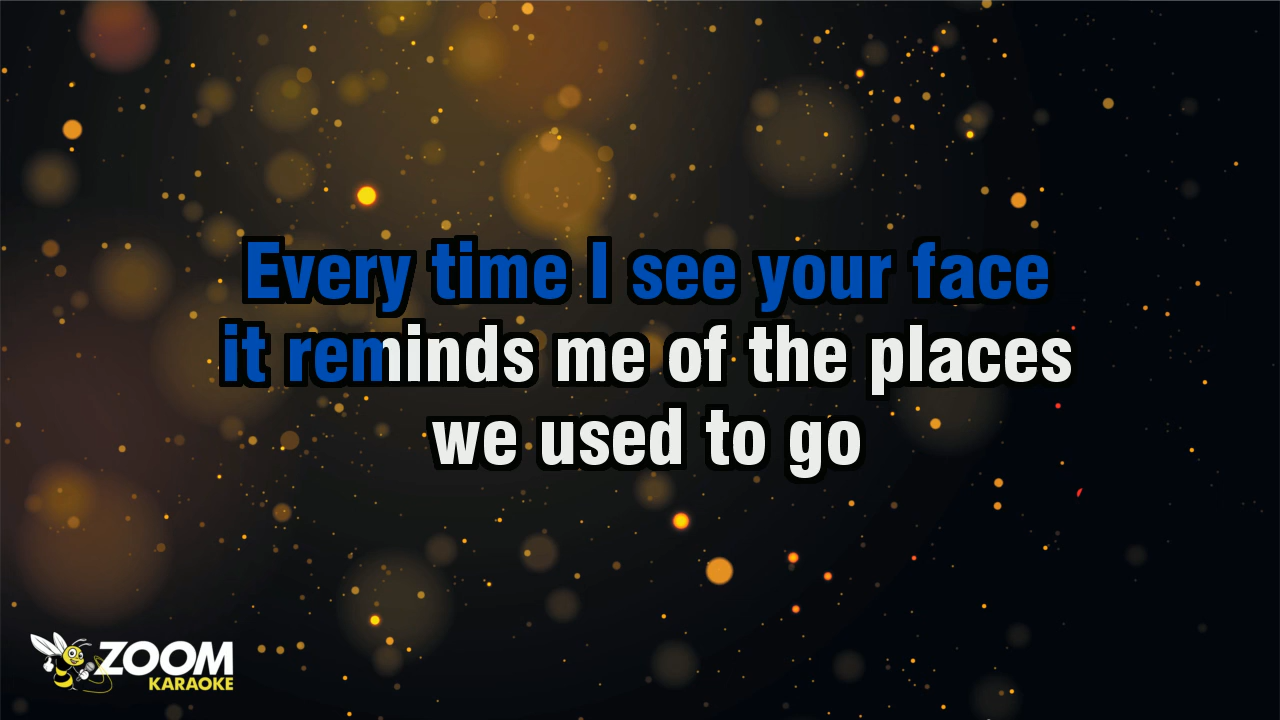 Every time I see your face
it reminds me of the places
we used to go
ZOOM
KARAOKE